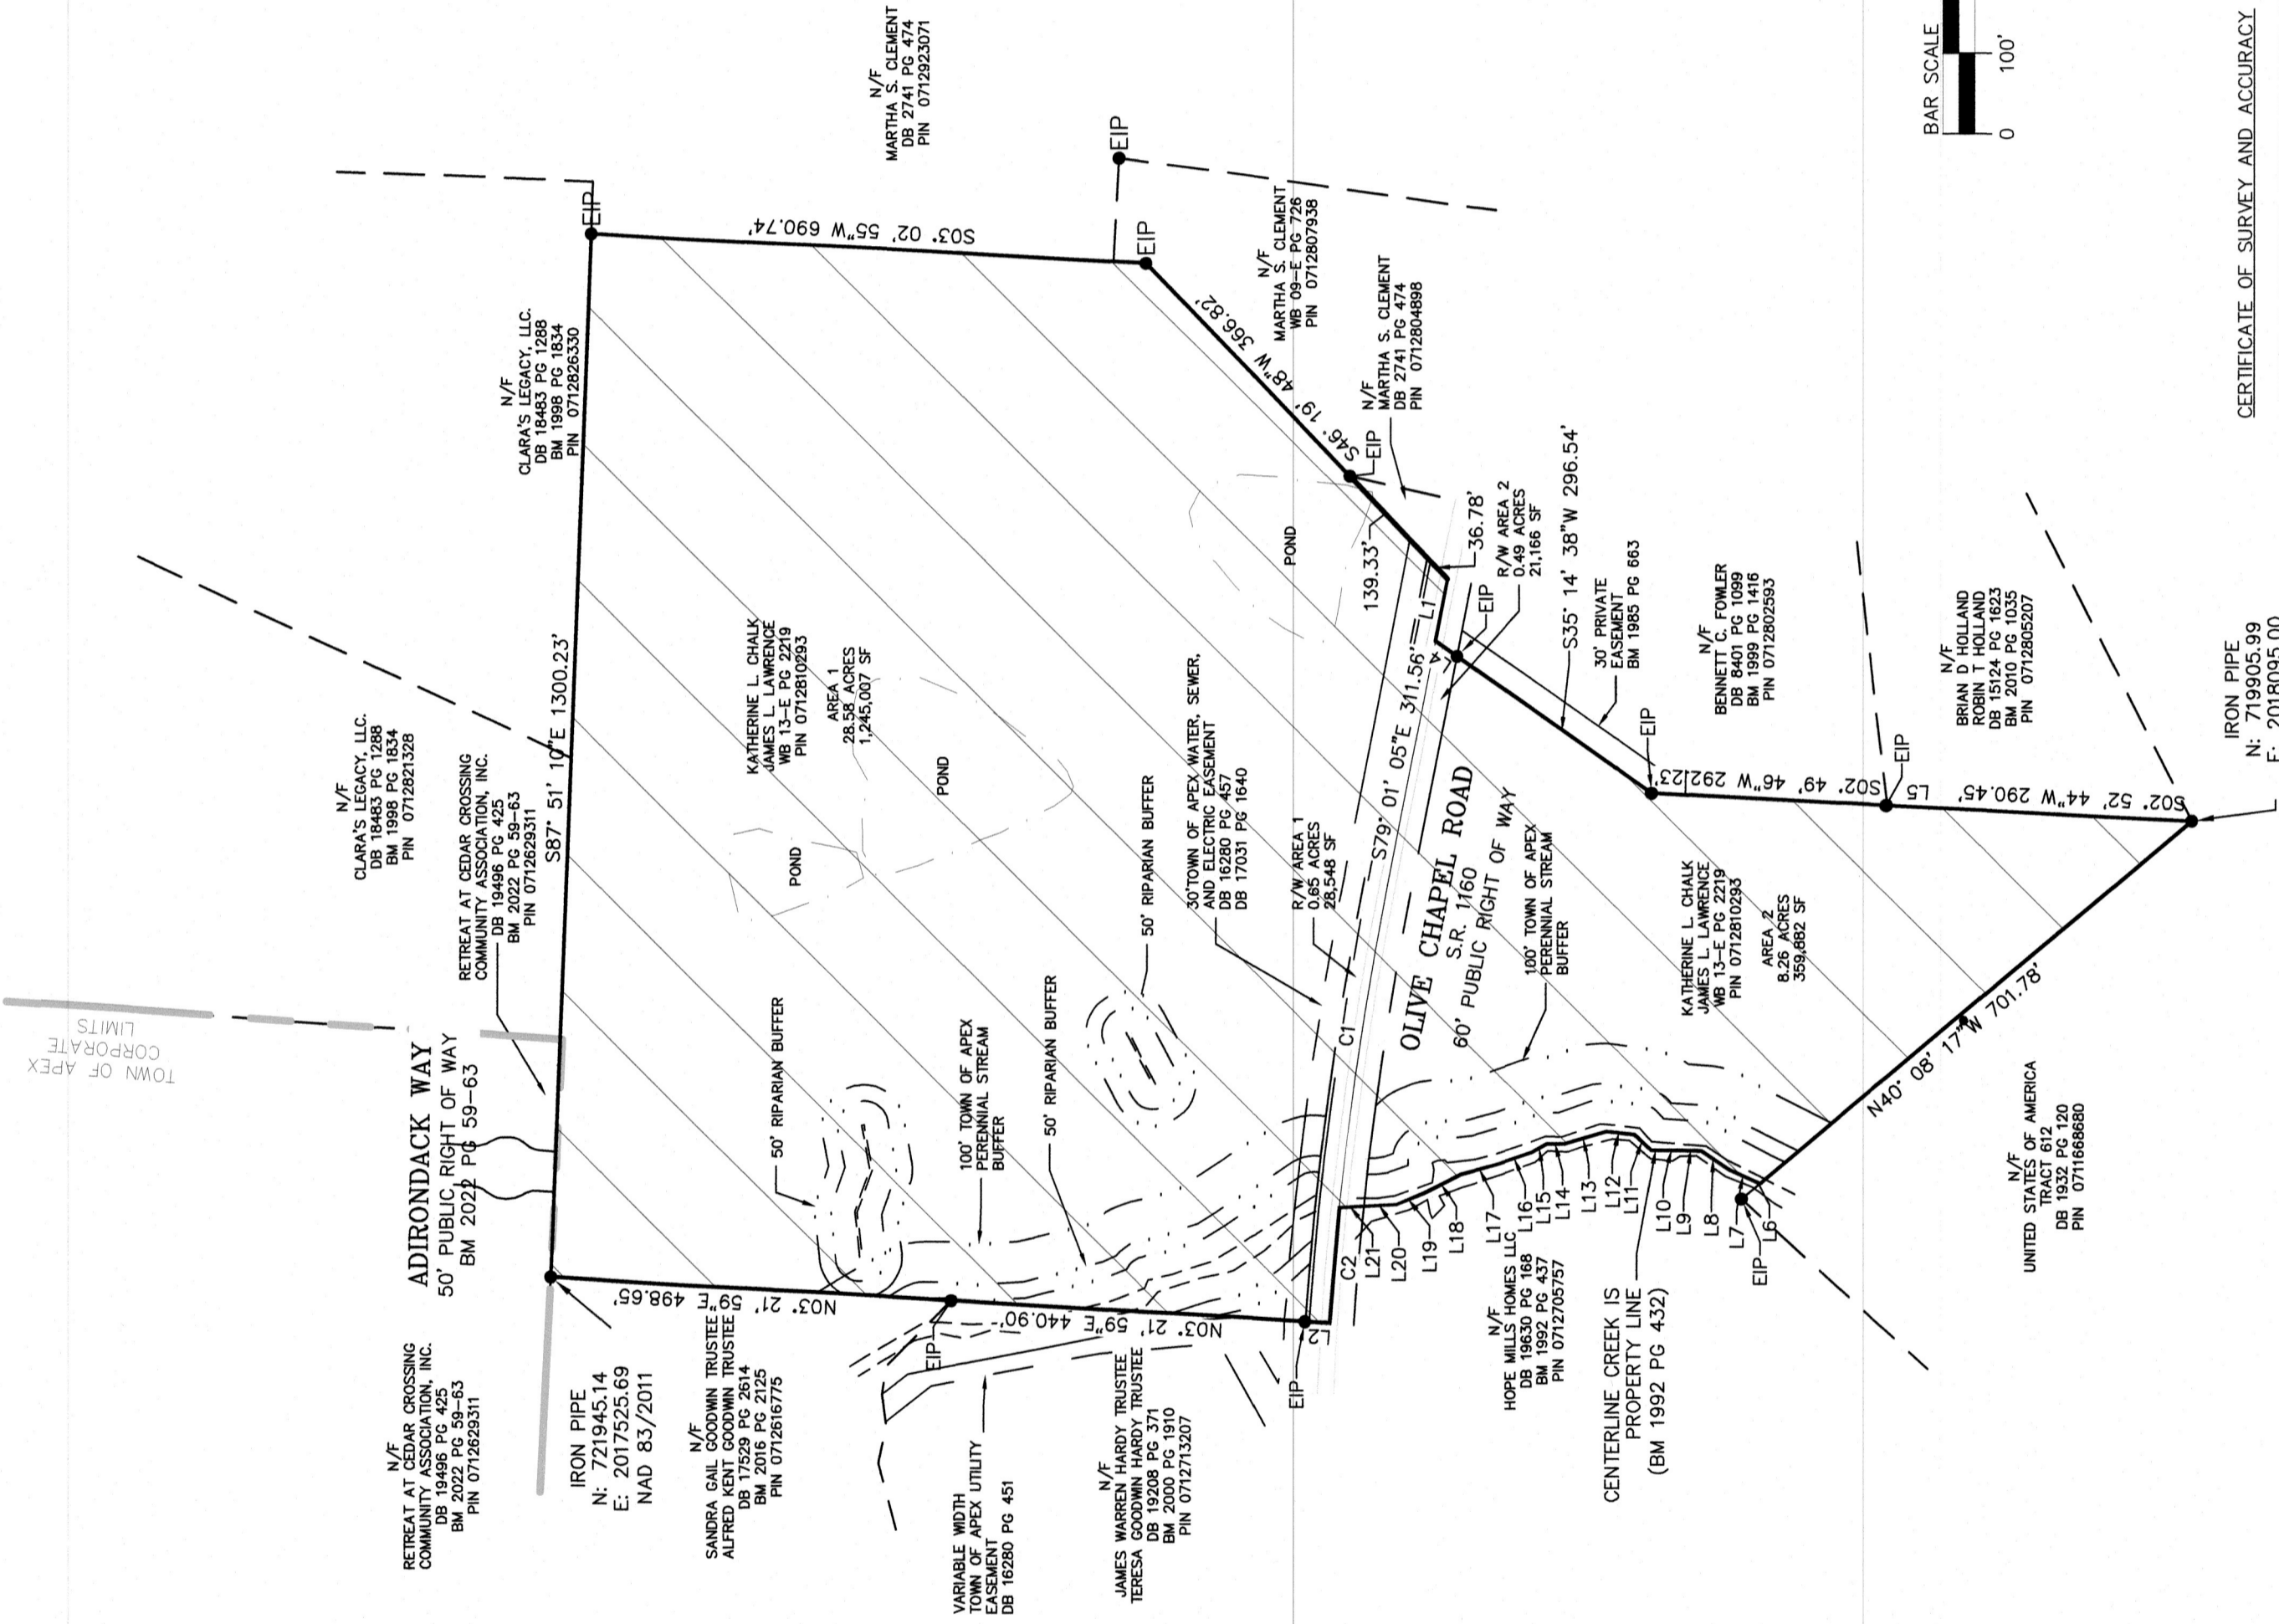 TOWN OF APEX
CORPORATE
LIMITS
N/F
RETREAT AT CEDAR CROSSING
COMMUNITY ASSOCIATION, INC.
DB 19496 PG 425
BM 2022 PG 59-63
PIN 0712629311
ADIRONDACK WAY
50' PUBLIC RIGHT OF WAY
BM 2022 PG 59-63
RETREAT AT CEDAR CROSSING
COMMUNITY ASSOCIATION, INC.
DB 19496 PG 425
BM 2022 PG 59-63
PIN 0712629311
N/F
CLARA'S LEGACY, LLC.
DB 18483 PG 1288
BM 1998 PG 1834
PIN 0712821328
N/F
CLARA'S LEGACY, LLC.
DB 18483 PG 1288
BM 1998 PG 1834
PIN 0712826330
N/F
MARTHA S. CLEMENT
DB 2741 PG 474
PIN 0712923071
S87° 51' 10"E 1300.23'
EIP
S03° 02' 55"W 690.74'
EIP
EIP
IRON PIPE
N: 721945.14
E: 2017525.69
NAD 83/2011
N/F
SANDRA GAIL GOODWIN TRUSTEE
ALFRED KENT GOODWIN TRUSTEE
DB 17529 PG 2614
BM 2016 PG 2125
PIN 0712616775
N03° 21' 59"E 498.65'
50' RIPARIAN BUFFER
KATHERINE L. CHALK
JAMES L. LAWRENCE
WB 13-E PG 2219
PIN 0712810293
AREA 1
28.58 ACRES
1,245,007 SF
POND
POND
POND
EIP
VARIABLE WIDTH
TOWN OF APEX UTILITY
EASEMENT
DB 16280 PG 451
100' TOWN OF APEX
PERENNIAL STREAM
BUFFER
50' RIPARIAN BUFFER
50' RIPARIAN BUFFER
N03° 21' 59"E 440.90'
N/F
JAMES WARREN HARDY TRUSTEE
TERESA GOODWIN HARDY TRUSTEE
DB 19208 PG 371
BM 2000 PG 1910
PIN 0712713207
30'TOWN OF APEX WATER, SEWER,
AND ELECTRIC EASEMENT
DB 16280 PG 457
DB 17031 PG 1640
S46° 19' 48"W 366.82'
N/F
MARTHA S. CLEMENT
WB 09-E PG 726
PIN 0712807938
N/F
MARTHA S. CLEMENT
DB 2741 PG 474
PIN 0712804898
EIP
139.33'
36.78'
EIP
L2
R/W AREA 1
0.65 ACRES
28,548 SF
C1
S79° 01' 05"E 311.56'
L1
L4
EIP
R/W AREA 2
0.49 ACRES
21,166 SF
OLIVE CHAPEL ROAD
S.R. 1160
60' PUBLIC RIGHT OF WAY
C2
L21
L20
L19
L18
L17
L16
L15
L14
L13
L12
L11
L10
L9
L8
L7
L6
EIP
100' TOWN OF APEX
PERENNIAL STREAM
BUFFER
S35° 14' 38"W 296.54'
30' PRIVATE
EASEMENT
BM 1985 PG 663
EIP
N/F
HOPE MILLS HOMES LLC
DB 19630 PG 168
BM 1992 PG 437
PIN 0712705757
CENTERLINE CREEK IS
PROPERTY LINE
(BM 1992 PG 432)
KATHERINE L. CHALK
JAMES L. LAWRENCE
WB 13-E PG 2219
PIN 0712810293
AREA 2
8.26 ACRES
359,882 SF
S02° 49' 46"W 292.23'
N/F
BENNETT C. FOWLER
DB 8401 PG 1099
BM 1999 PG 1416
PIN 0712802593
EIP
L5
S02° 52' 44"W 290.45'
N/F
BRIAN D HOLLAND
ROBIN T HOLLAND
DB 15124 PG 1623
BM 2010 PG 1035
PIN 0712805207
N40° 08' 17"W 701.78'
N/F
UNITED STATES OF AMERICA
TRACT 612
DB 1932 PG 120
PIN 0711668680
IRON PIPE
N: 719905.99
E: 2018095.00
BAR SCALE
0
100'
CERTIFICATE OF SURVEY AND ACCURACY